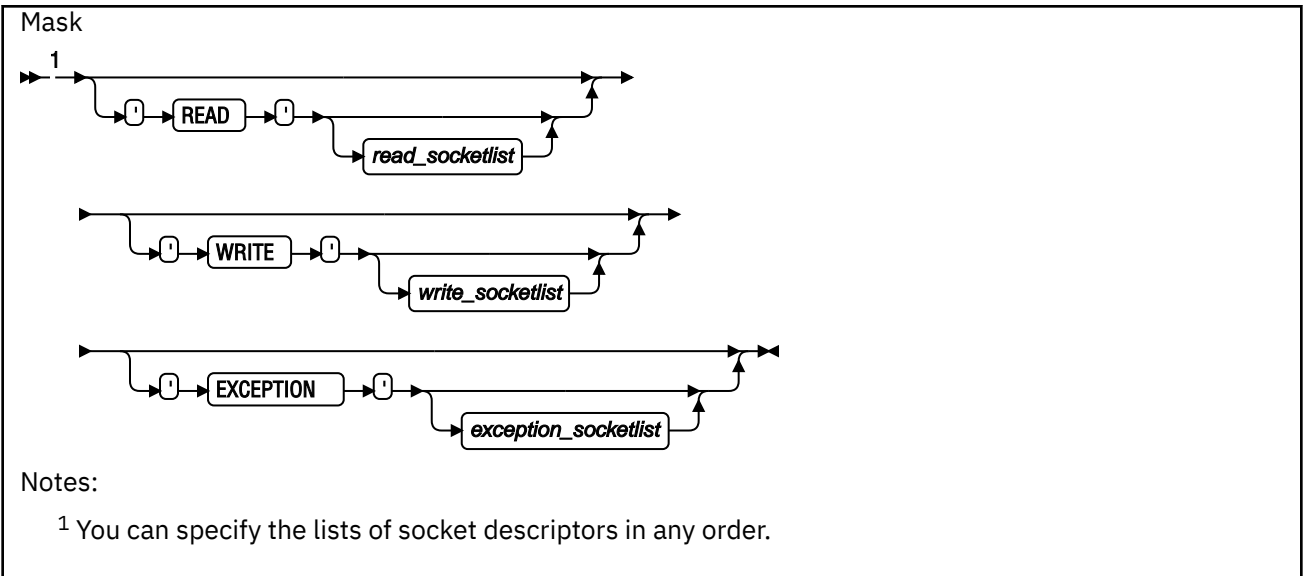 Mask
1
' READ '
read_socketlist
' WRITE '
write_socketlist
' EXCEPTION '
exception_socketlist
Notes:
1 You can specify the lists of socket descriptors in any order.